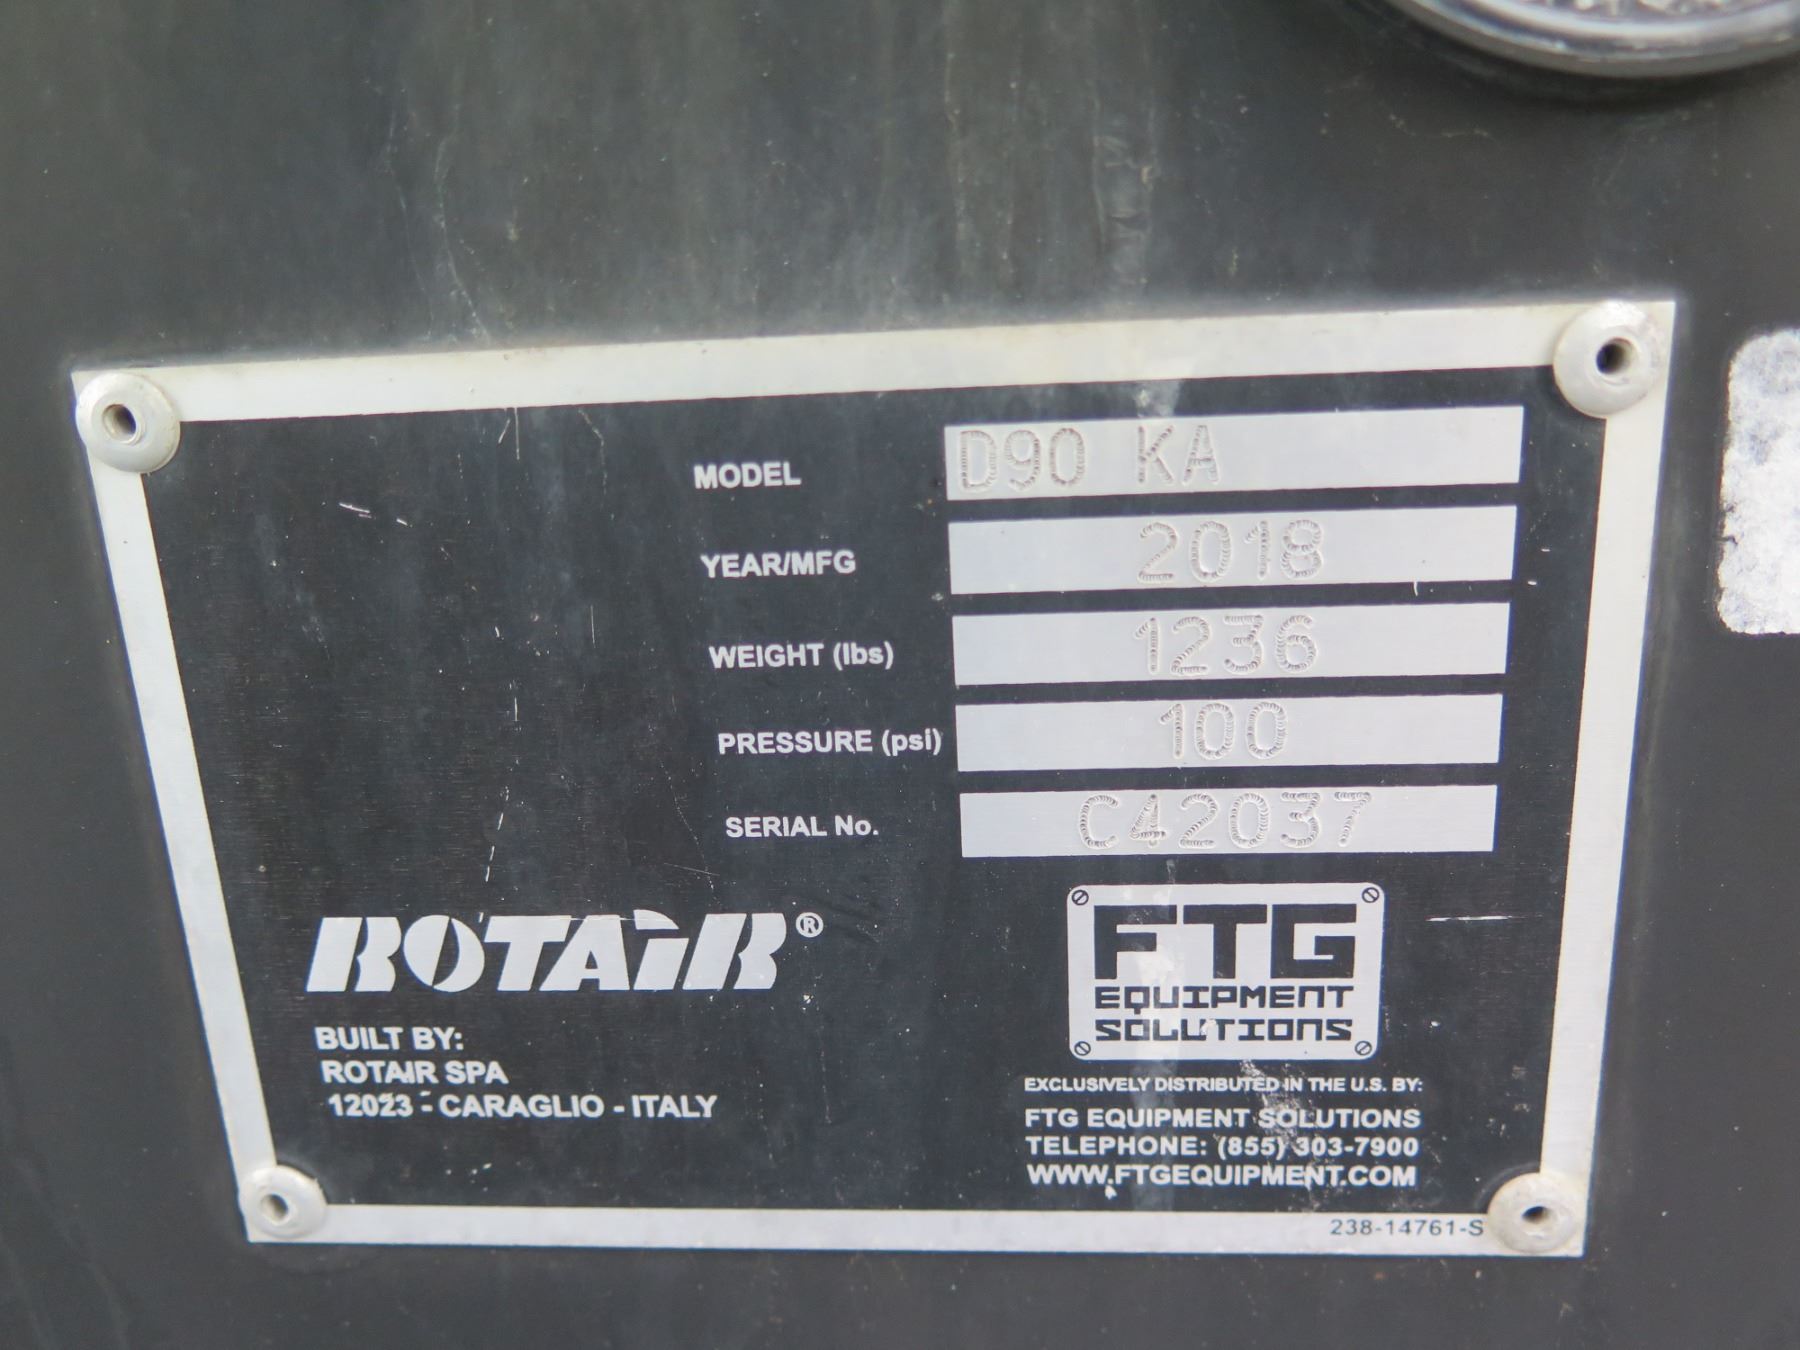 MODEL D90 KA
YEAR/MFG 2018
WEIGHT (lbs) 1236
PRESSURE (psi) 100
SERIAL No. C42037
ROTAIR®
BUILT BY:
ROTAIR SPA
12023 - CARAGLIO - ITALY
FTG
EQUIPMENT
SOLUTIONS
EXCLUSIVELY DISTRIBUTED IN THE U.S. BY:
FTG EQUIPMENT SOLUTIONS
TELEPHONE: (855) 303-7900
WWW.FTGEQUIPMENT.COM
238-14761-S